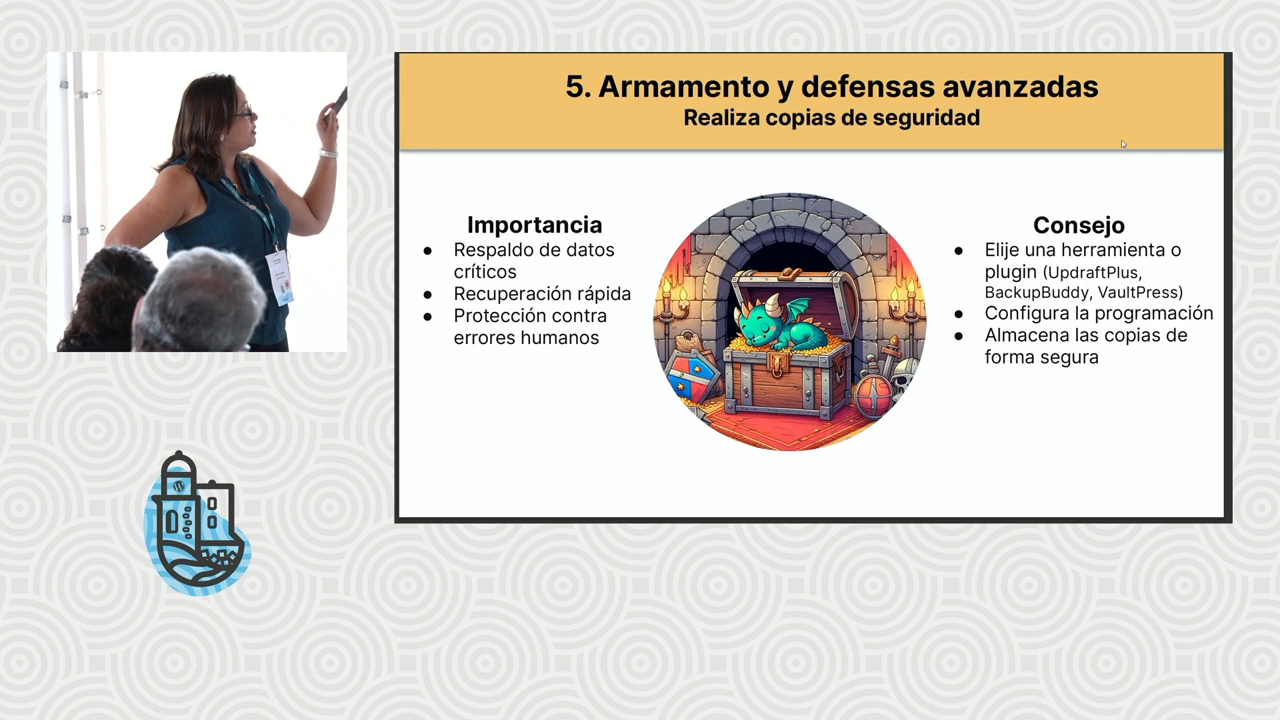 5. Armamento y defensas avanzadas
Realiza copias de seguridad
Importancia
● Respaldo de datos
críticos
● Recuperación rápida
● Protección contra
errores humanos
Consejo
● Elije una herramienta o
plugin (UpdraftPlus,
BackupBuddy, VaultPress)
● Configura la programación
● Almacena las copias de
forma segura